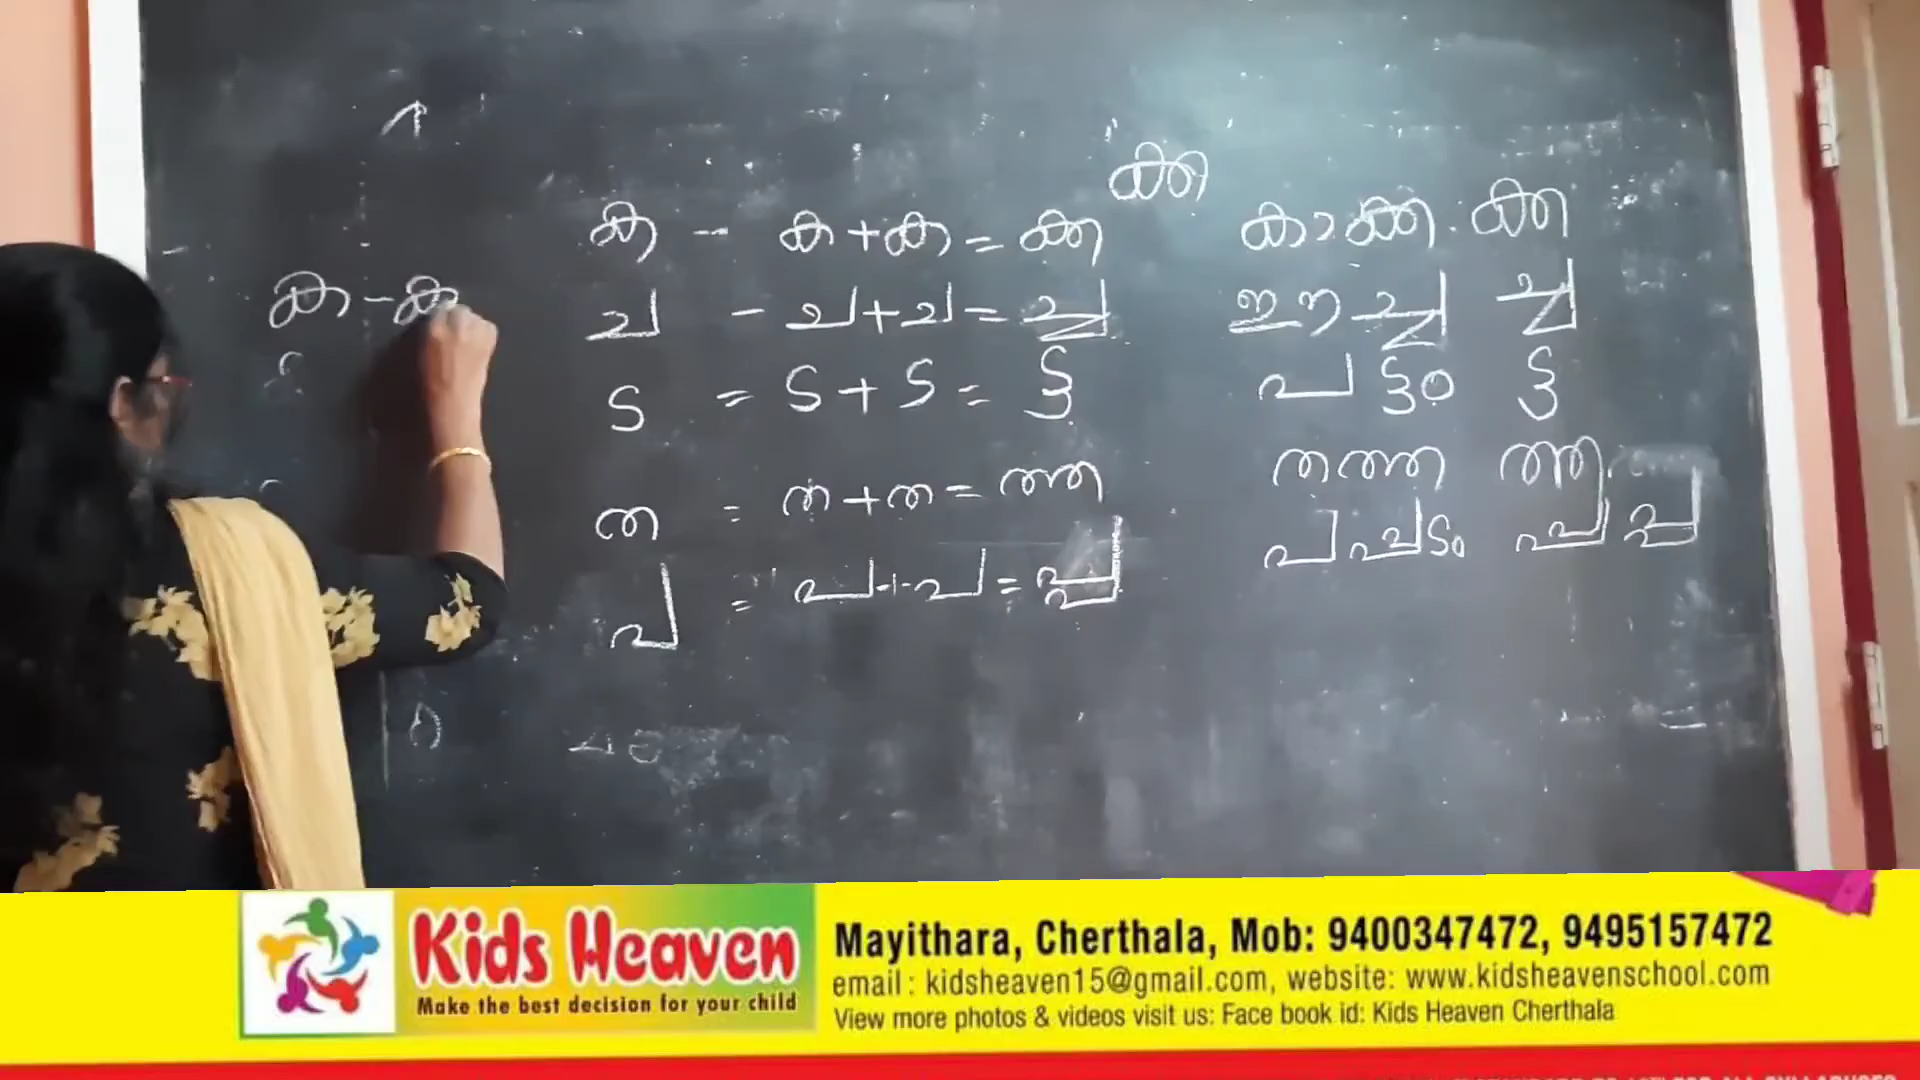 ക്ക
ക - ക + ക = ക്ക കാക്ക. ക്ക
ക - ക
ച - ച + ച = ച്ച ഈച്ച ച്ച
ട = ട + ട = ട്ട പട്ടം ട്ട
ത = ത + ത = ത്ത തത്ത ത്ത
പ = പ + പ = പ്പ പപ്പടം പ്പ പ്പ
Kids Heaven
Make the best decision for your child
Mayithara, Cherthala, Mob: 9400347472, 9495157472
email : kidsheaven15@gmail.com, website: www.kidsheavenschool.com
View more photos & videos visit us: Face book id: Kids Heaven Cherthala